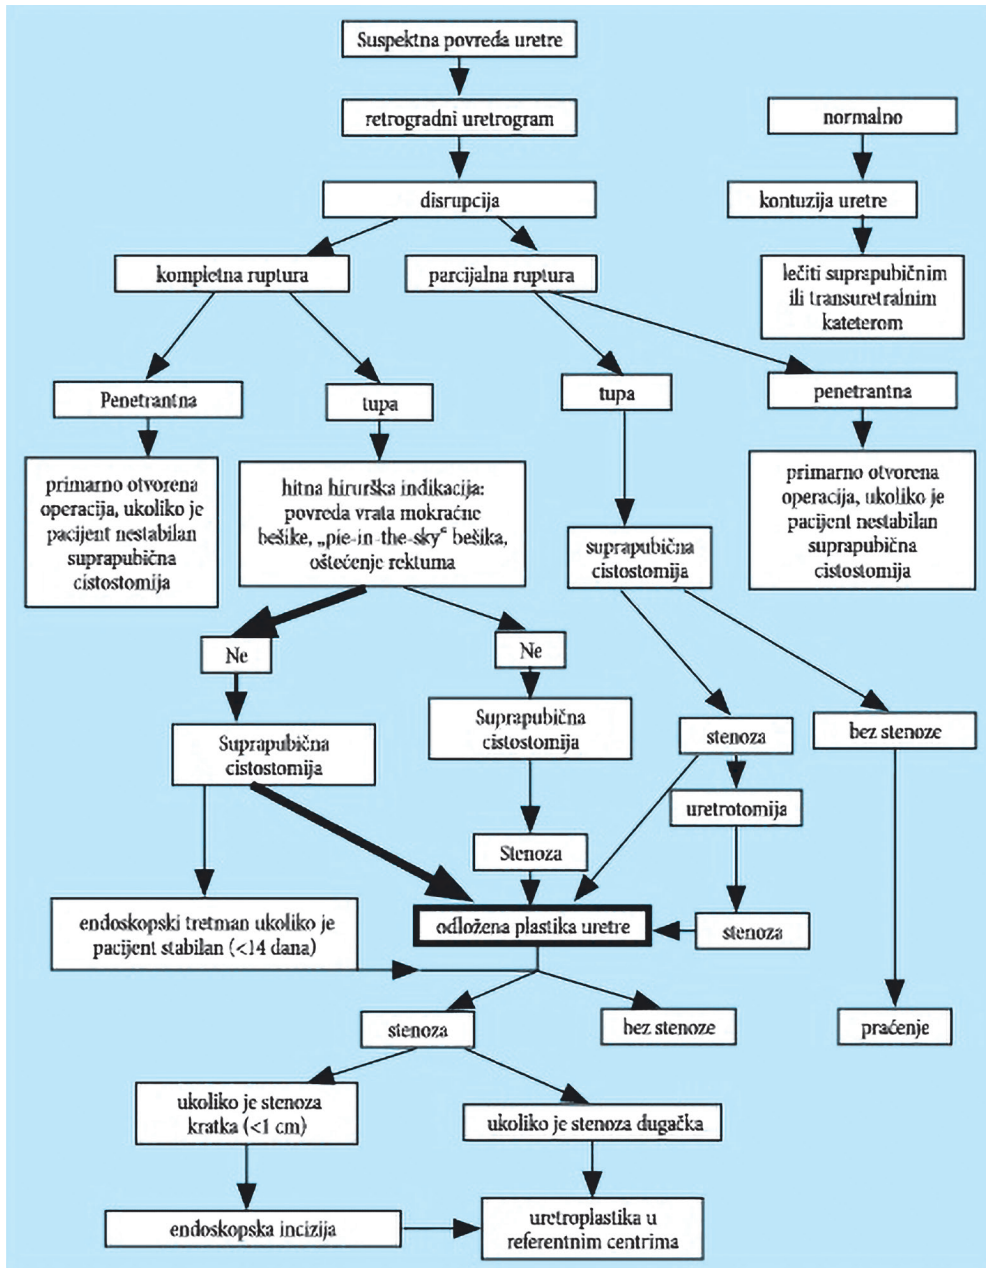 Suspektna povreda uretre
retrogradni uretrogram
normalno
disrupcija
kontuzija uretre
kompletna ruptura
parcijalna ruptura
lečiti suprapubičnim
ili transuretralnim
kateterom
Penetrantna
tupa
tupa
penetrantna
primarno otvorena
operacija, ukoliko je
pacijent nestabilan
suprapubična
cistostomija
hitna hirurška indikacija:
povreda vrata mokraćne
bešike, „pie-in-the-sky“ bešika,
oštećenje rektuma
suprapubična
cistostomija
primarno otvorena
operacija, ukoliko je
pacijent nestabilan
suprapubična
cistostomija
Ne
Ne
Suprapubična
cistostomija
Suprapubična
cistostomija
stenoza
bez stenoze
uretrotomija
Stenoza
endoskopski tretman ukoliko je
pacijent stabilan (<14 dana)
odložena plastika uretre
stenoza
stenoza
bez stenoze
praćenje
ukoliko je stenoza
kratka (<1 cm)
ukoliko je stenoza dugačka
endoskopska incizija
uretroplastika u
referentnim centrima